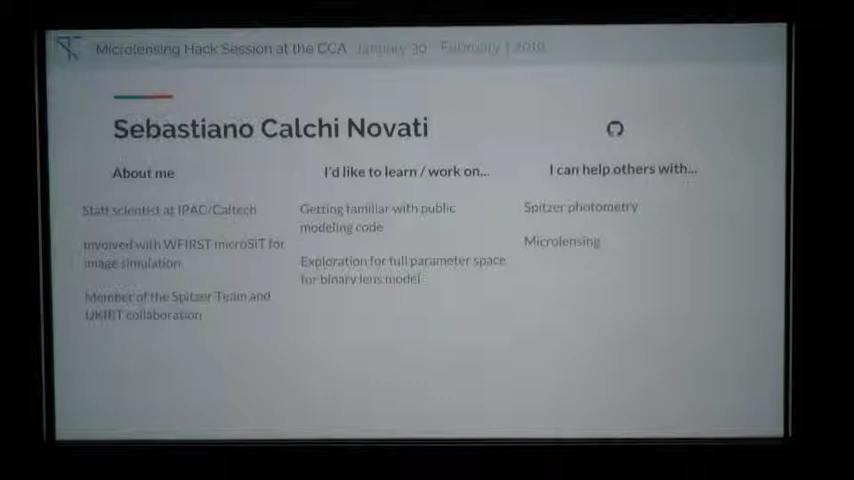 Microlensing Hack Session at the CCA January 30 - February 1 2019
Sebastiano Calchi Novati
About me
I'd like to learn / work on...
I can help others with...
Staff scientist at IPAC/Caltech
Involved with WFIRST microSIT for
image simulation
Member of the Spitzer Team and
UKIRT collaboration
Getting familiar with public
modeling code
Exploration for full parameter space
for binary lens model
Spitzer photometry
Microlensing